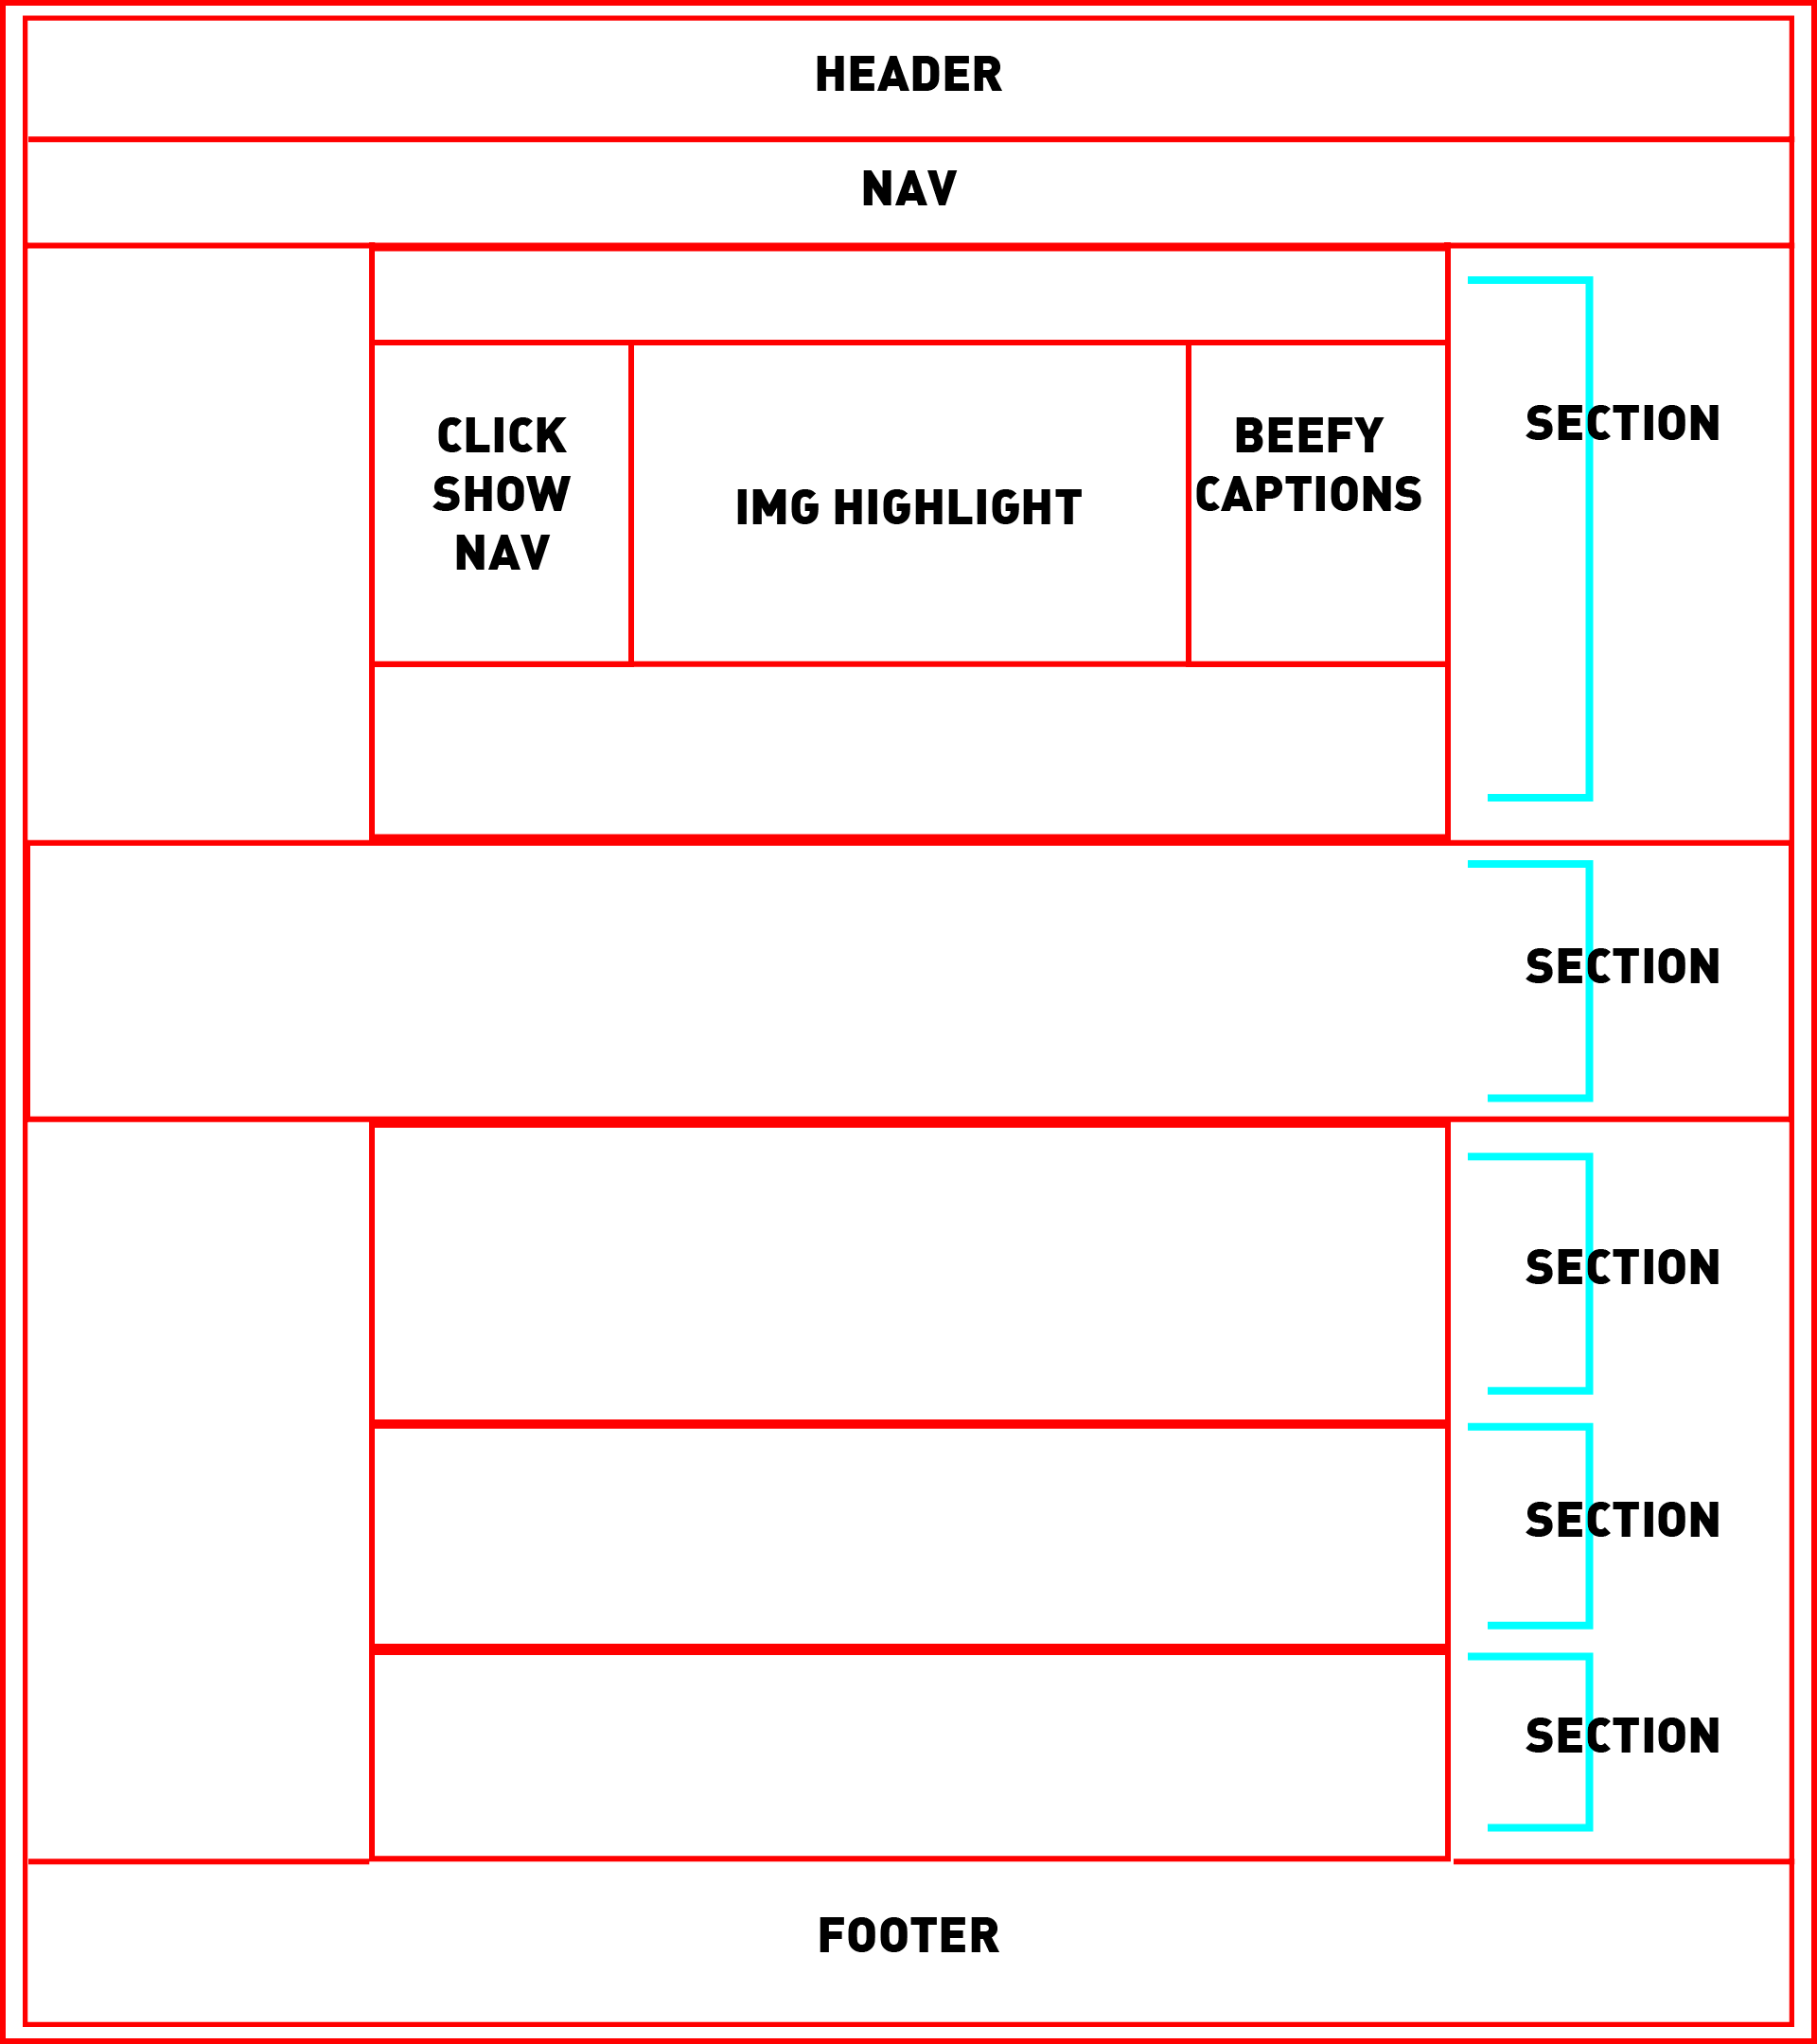 HEADER
NAV
CLICK
SHOW
NAV
IMG HIGHLIGHT
BEEFY
CAPTIONS
SECTION
SECTION
SECTION
SECTION
SECTION
FOOTER